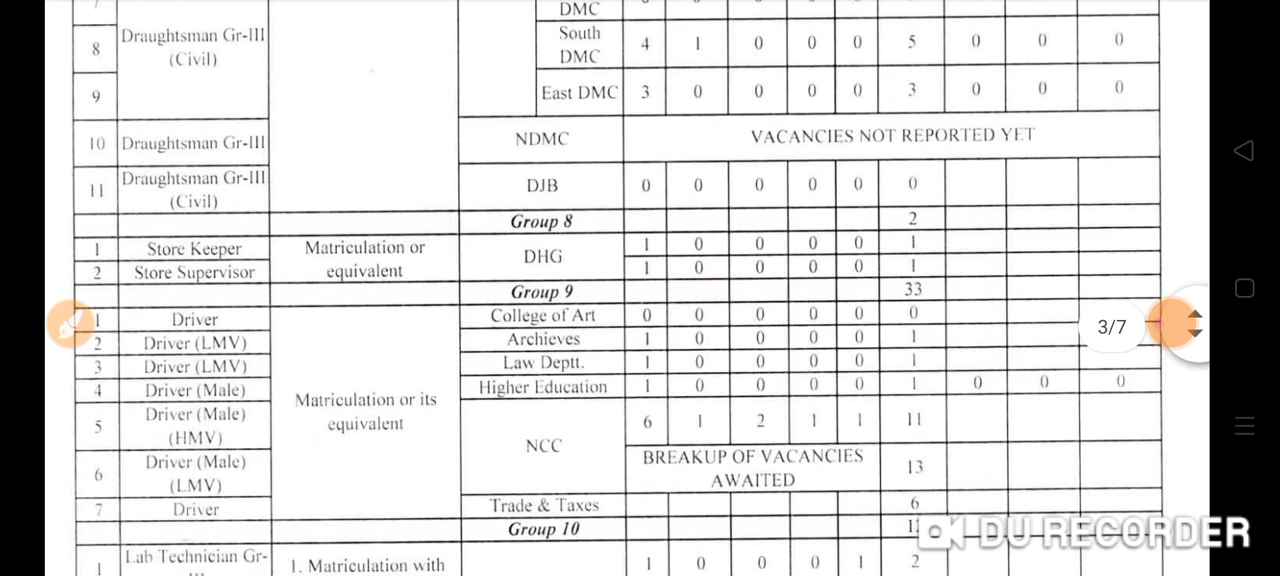 DMC
8 Draughtsman Gr-III (Civil) South DMC 4 1 0 0 0 5 0 0 0
9 East DMC 3 0 0 0 0 3 0 0 0
10 Draughtsman Gr-III NDMC VACANCIES NOT REPORTED YET
11 Draughtsman Gr-III (Civil) DJB 0 0 0 0 0 0
Group 8 2
1 Store Keeper Matriculation or equivalent DHG 1 0 0 0 0 1
2 Store Supervisor 1 0 0 0 0 1
Group 9 33
1 Driver Matriculation or its equivalent College of Art 0 0 0 0 0 0
2 Driver (LMV) Archieves 1 0 0 0 0 1
3 Driver (LMV) Law Deptt. 1 0 0 0 0 1
4 Driver (Male) Higher Education 1 0 0 0 0 1 0 0 0
5 Driver (Male) (HMV) NCC 6 1 2 1 1 11
6 Driver (Male) (LMV) BREAKUP OF VACANCIES AWAITED 13
7 Driver Trade & Taxes 6
Group 10
1 Lab Technician Gr- 1. Matriculation with 1 0 0 0 1 2
3/7
DU RECORDER